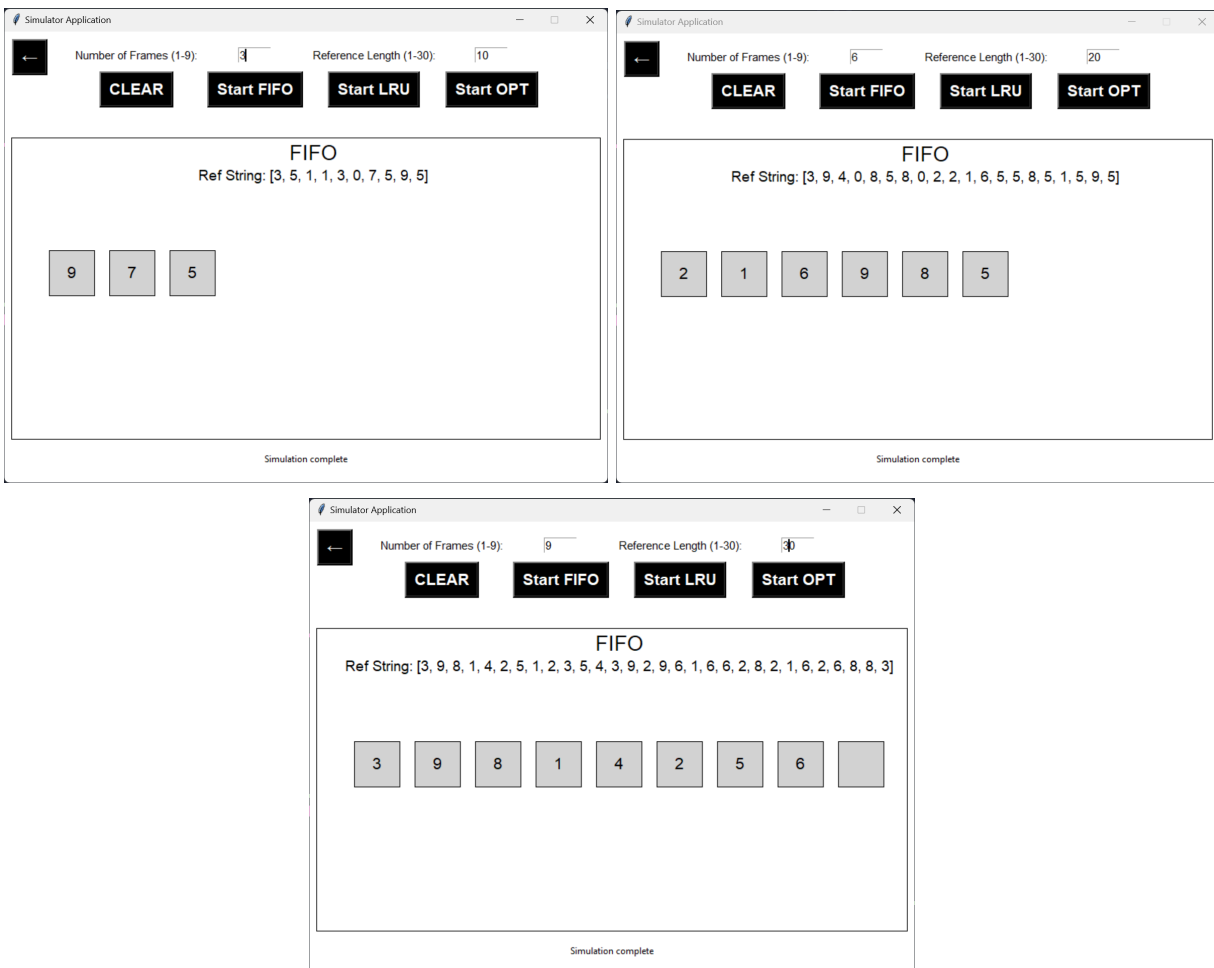 Simulator Application
← Number of Frames (1-9): 3 Reference Length (1-30): 10
CLEAR Start FIFO Start LRU Start OPT
FIFO
Ref String: [3, 5, 1, 1, 3, 0, 7, 5, 9, 5]
9 7 5
Simulation complete
Simulator Application
← Number of Frames (1-9): 6 Reference Length (1-30): 20
CLEAR Start FIFO Start LRU Start OPT
FIFO
Ref String: [3, 9, 4, 0, 8, 5, 8, 0, 2, 2, 1, 6, 5, 5, 8, 5, 1, 5, 9, 5]
2 1 6 9 8 5
Simulation complete
Simulator Application
← Number of Frames (1-9): 9 Reference Length (1-30): 30
CLEAR Start FIFO Start LRU Start OPT
FIFO
Ref String: [3, 9, 8, 1, 4, 2, 5, 1, 2, 3, 5, 4, 3, 9, 2, 9, 6, 1, 6, 6, 2, 8, 2, 1, 6, 2, 6, 8, 8, 3]
3 9 8 1 4 2 5 6
Simulation complete